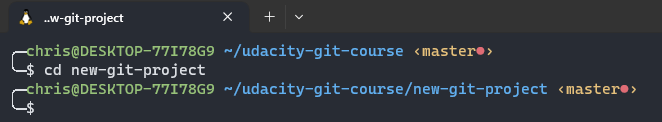 ..w-git-project
╭─chris@DESKTOP-77I78G9 ~/udacity-git-course ‹master●›
╰─$ cd new-git-project
╭─chris@DESKTOP-77I78G9 ~/udacity-git-course/new-git-project ‹master●›
╰─$